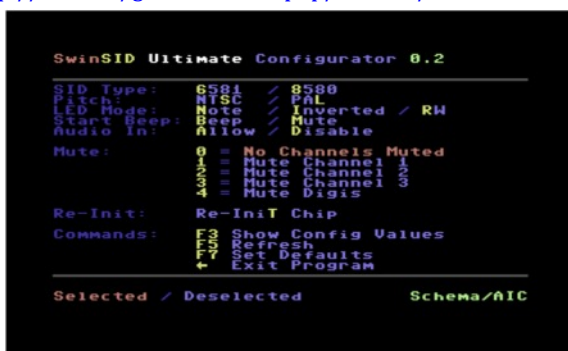 SwinSID Ultimate Configurator 0.2
SID Type: 6581 / 8580
Pitch: NTSC / PAL
LED Mode: Note / Inverted / RW
Start Beep: Beep / Mute
Audio In: Allow / Disable
Mute: 0 = No Channels Muted
1 = Mute Channel 1
2 = Mute Channel 2
3 = Mute Channel 3
4 = Mute Digis
Re-Init: Re-IniT Chip
Commands: F3 Show Config Values
F5 Refresh
F7 Set Defaults
← Exit Program
Selected / Deselected Schema/AIC